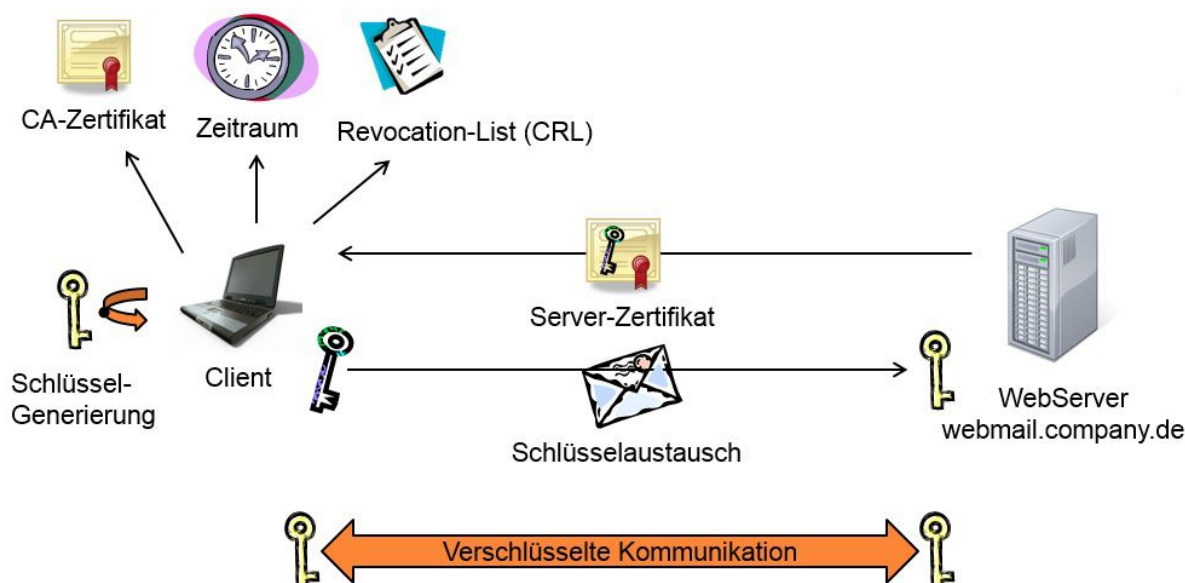 CA-Zertifikat
Zeitraum
Revocation-List (CRL)
Server-Zertifikat
Schlüssel-
Generierung
Client
WebServer
webmail.company.de
Schlüsselaustausch
Verschlüsselte Kommunikation